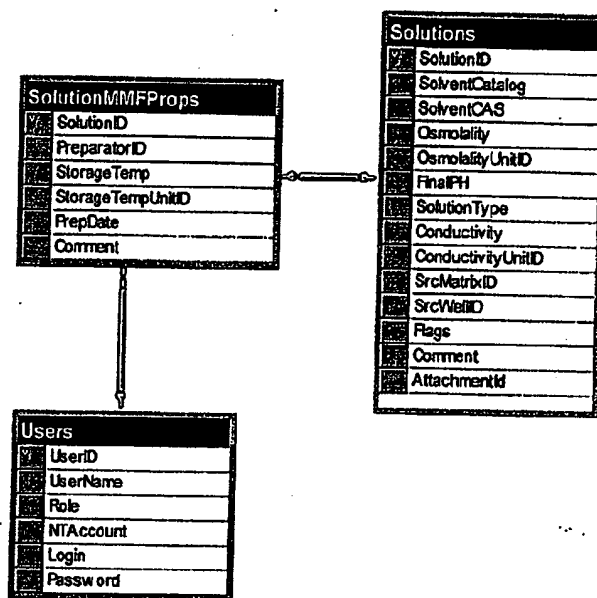 Solutions
SolutionID
SolventCatalog
SolventCAS
Osmolality
OsmolalityUnitID
FinalPH
SolutionType
Conductivity
ConductivityUnitID
SrcMatrixID
SrcWellID
Flags
Comment
AttachmentId
SolutionMMFProps
SolutionID
PreparatorID
StorageTemp
StorageTempUnitID
PrepDate
Comment
Users
UserID
UserName
Role
NTAccount
Login
Password